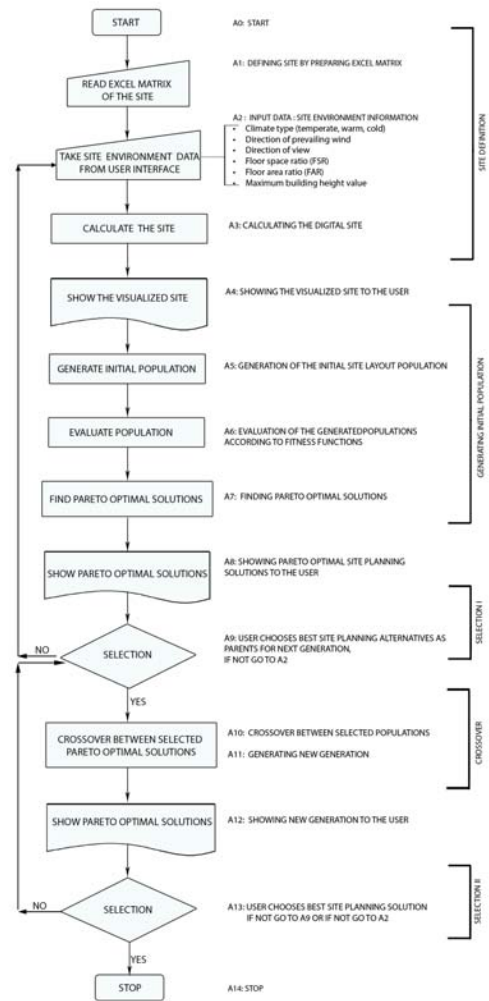 START
A0: START
A1: DEFINING SITE BY PREPARING EXCEL MATRIX
READ EXCEL MATRIX
OF THE SITE
A2 : INPUT DATA : SITE ENVIRONMENT INFORMATION
• Climate type (temperate, warm, cold)
• Direction of prevailing wind
• Direction of view
• Floor space ratio (FSR)
• Floor area ratio (FAR)
• Maximum building height value
TAKE SITE ENVIRONMENT DATA
FROM USER INTERFACE
SITE DEFINITION
CALCULATE THE SITE
A3: CALCULATING THE DIGITAL SITE
SHOW THE VISUALIZED SITE
A4: SHOWING THE VISUALIZED SITE TO THE USER
GENERATE INITIAL POPULATION
A5: GENERATION OF THE INITIAL SITE LAYOUT POPULATION
EVALUATE POPULATION
A6: EVALUATION OF THE GENERATEDPOPULATIONS
ACCORDING TO FITNESS FUNCTIONS
GENERATING INITIAL POPULATION
FIND PARETO OPTIMAL SOLUTIONS
A7: FINDING PARETO OPTIMAL SOLUTIONS
SHOW PARETO OPTIMAL SOLUTIONS
A8: SHOWING PARETO OPTIMAL SITE PLANNING
SOLUTIONS TO THE USER
NO
SELECTION
A9: USER CHOOSES BEST SITE PLANNING ALTERNATIVES AS
PARENTS FOR NEXT GENERATION,
IF NOT GO TO A2
SELECTION I
YES
CROSSOVER BETWEEN SELECTED
PARETO OPTIMAL SOLUTIONS
A10: CROSSOVER BETWEEN SELECTED POPULATIONS
A11: GENERATING NEW GENERATION
CROSSOVER
SHOW PARETO OPTIMAL SOLUTIONS
A12: SHOWING NEW GENERATION TO THE USER
NO
SELECTION
A13: USER CHOOSES BEST SITE PLANNING SOLUTION
IF NOT GO TO A9 OR IF NOT GO TO A2
SELECTION II
YES
STOP
A14: STOP